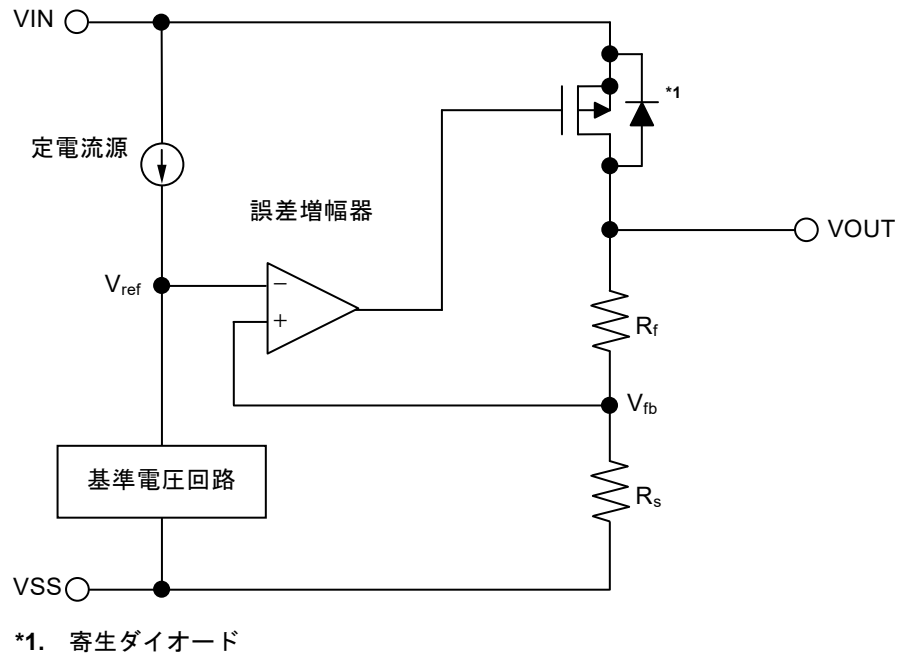 VIN
*1
定電流源
誤差増幅器
VOUT
Vref
−
+
Rf
Vfb
基準電圧回路
Rs
VSS
*1. 寄生ダイオード